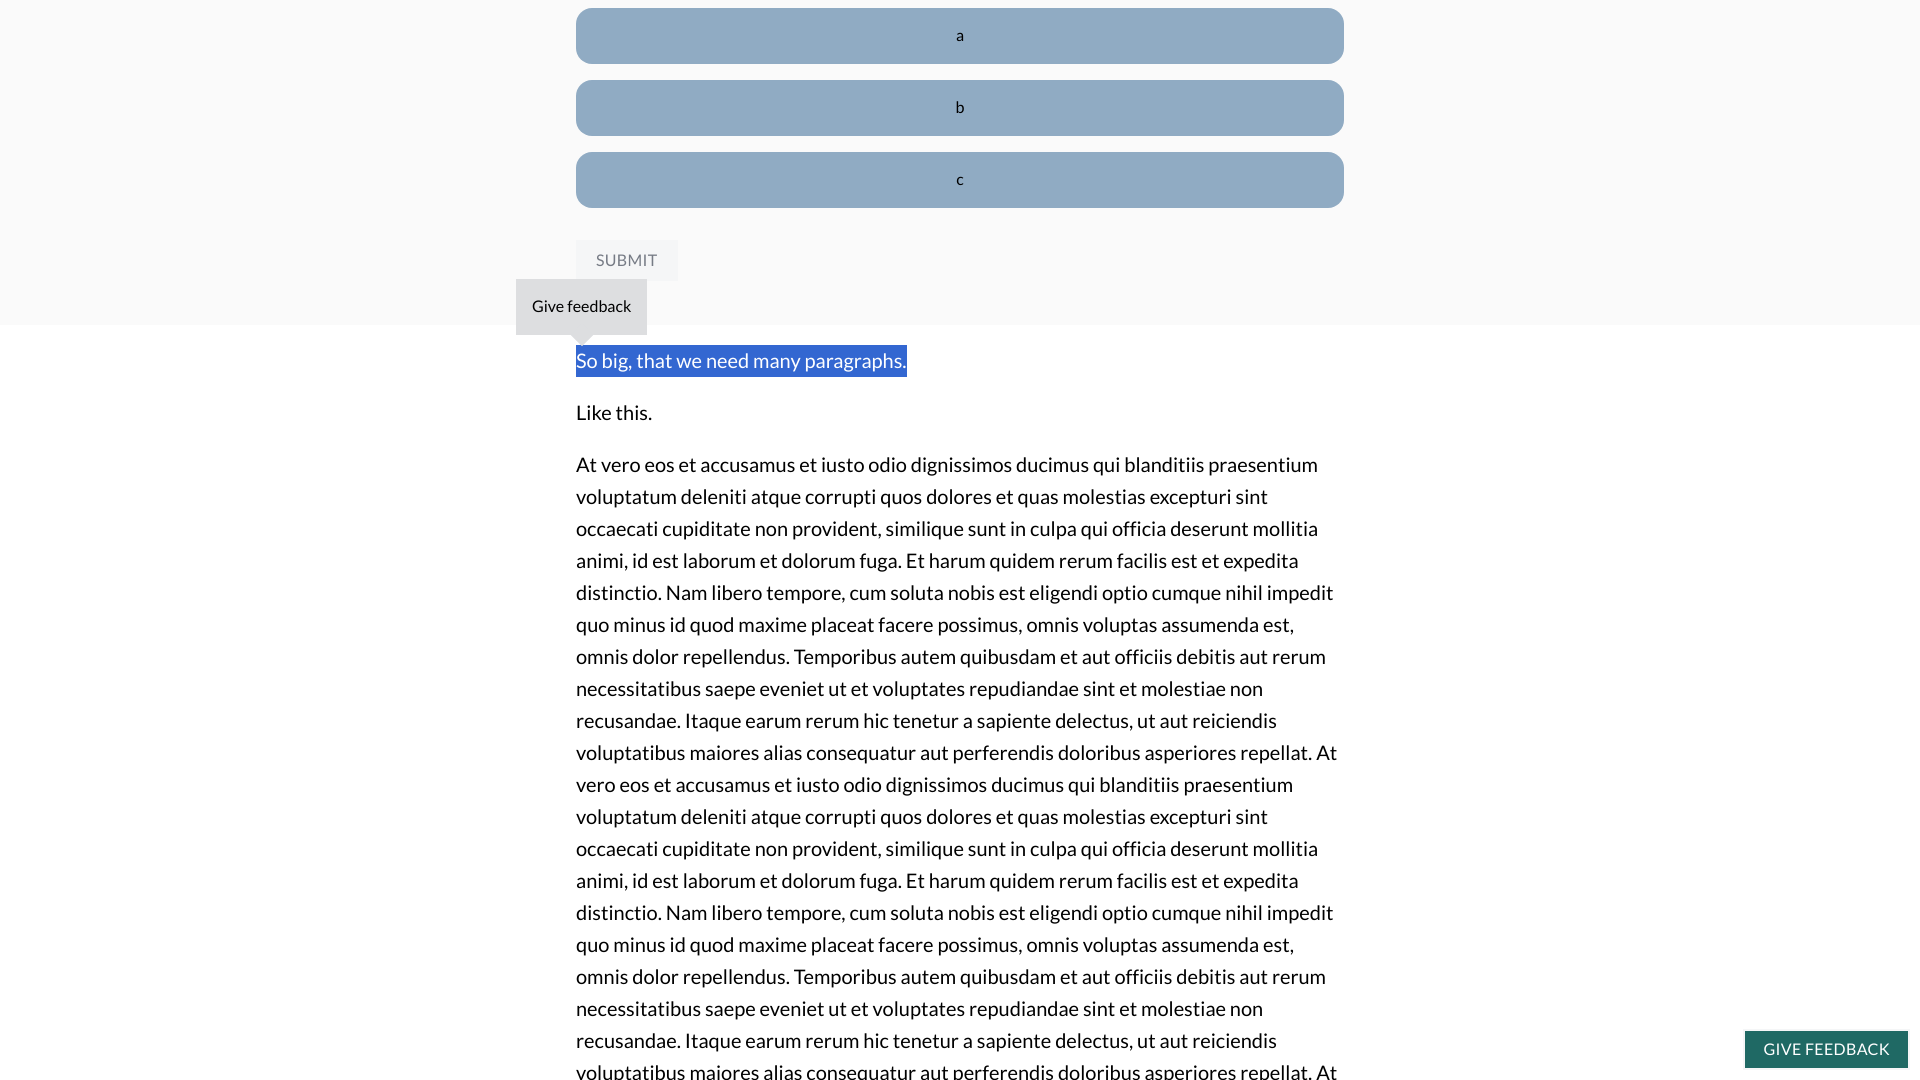 a
b
c
SUBMIT
Give feedback
So big, that we need many paragraphs.
Like this.
At vero eos et accusamus et iusto odio dignissimos ducimus qui blanditiis praesentium
voluptatum deleniti atque corrupti quos dolores et quas molestias excepturi sint
occaecati cupiditate non provident, similique sunt in culpa qui officia deserunt mollitia
animi, id est laborum et dolorum fuga. Et harum quidem rerum facilis est et expedita
distinctio. Nam libero tempore, cum soluta nobis est eligendi optio cumque nihil impedit
quo minus id quod maxime placeat facere possimus, omnis voluptas assumenda est,
omnis dolor repellendus. Temporibus autem quibusdam et aut officiis debitis aut rerum
necessitatibus saepe eveniet ut et voluptates repudiandae sint et molestiae non
recusandae. Itaque earum rerum hic tenetur a sapiente delectus, ut aut reiciendis
voluptatibus maiores alias consequatur aut perferendis doloribus asperiores repellat. At
vero eos et accusamus et iusto odio dignissimos ducimus qui blanditiis praesentium
voluptatum deleniti atque corrupti quos dolores et quas molestias excepturi sint
occaecati cupiditate non provident, similique sunt in culpa qui officia deserunt mollitia
animi, id est laborum et dolorum fuga. Et harum quidem rerum facilis est et expedita
distinctio. Nam libero tempore, cum soluta nobis est eligendi optio cumque nihil impedit
quo minus id quod maxime placeat facere possimus, omnis voluptas assumenda est,
omnis dolor repellendus. Temporibus autem quibusdam et aut officiis debitis aut rerum
necessitatibus saepe eveniet ut et voluptates repudiandae sint et molestiae non
recusandae. Itaque earum rerum hic tenetur a sapiente delectus, ut aut reiciendis
voluptatibus maiores alias consequatur aut perferendis doloribus asperiores repellat. At
GIVE FEEDBACK